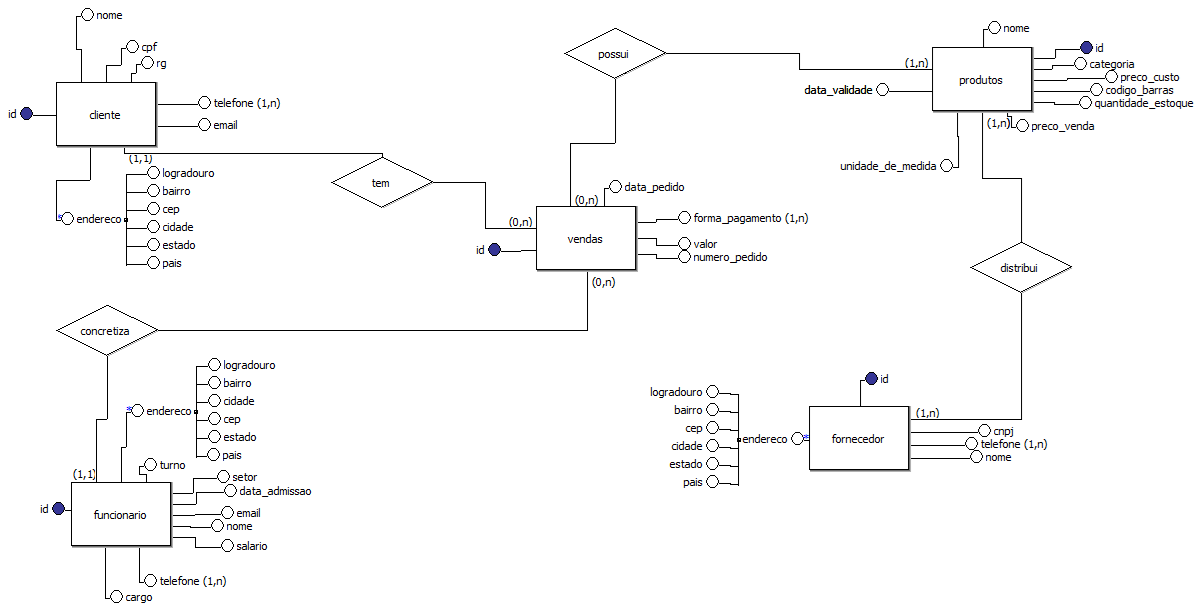 nome
cpf
rg
id
cliente
telefone (1,n)
email
(1,1)
endereco
logradouro
bairro
cep
cidade
estado
pais
tem
possui
(1,n)
nome
id
categoria
preco_custo
codigo_barras
quantidade_estoque
produtos
data_validade
(1,n)
preco_venda
unidade_de_medida
data_pedido
(0,n)
(0,n)
forma_pagamento (1,n)
id
vendas
valor
numero_pedido
(0,n)
distribui
concretiza
logradouro
bairro
cidade
cep
estado
pais
endereco
turno
(1,1)
setor
data_admissao
id
funcionario
email
nome
salario
telefone (1,n)
cargo
id
logradouro
bairro
cep
cidade
estado
pais
endereco
fornecedor
(1,n)
cnpj
telefone (1,n)
nome